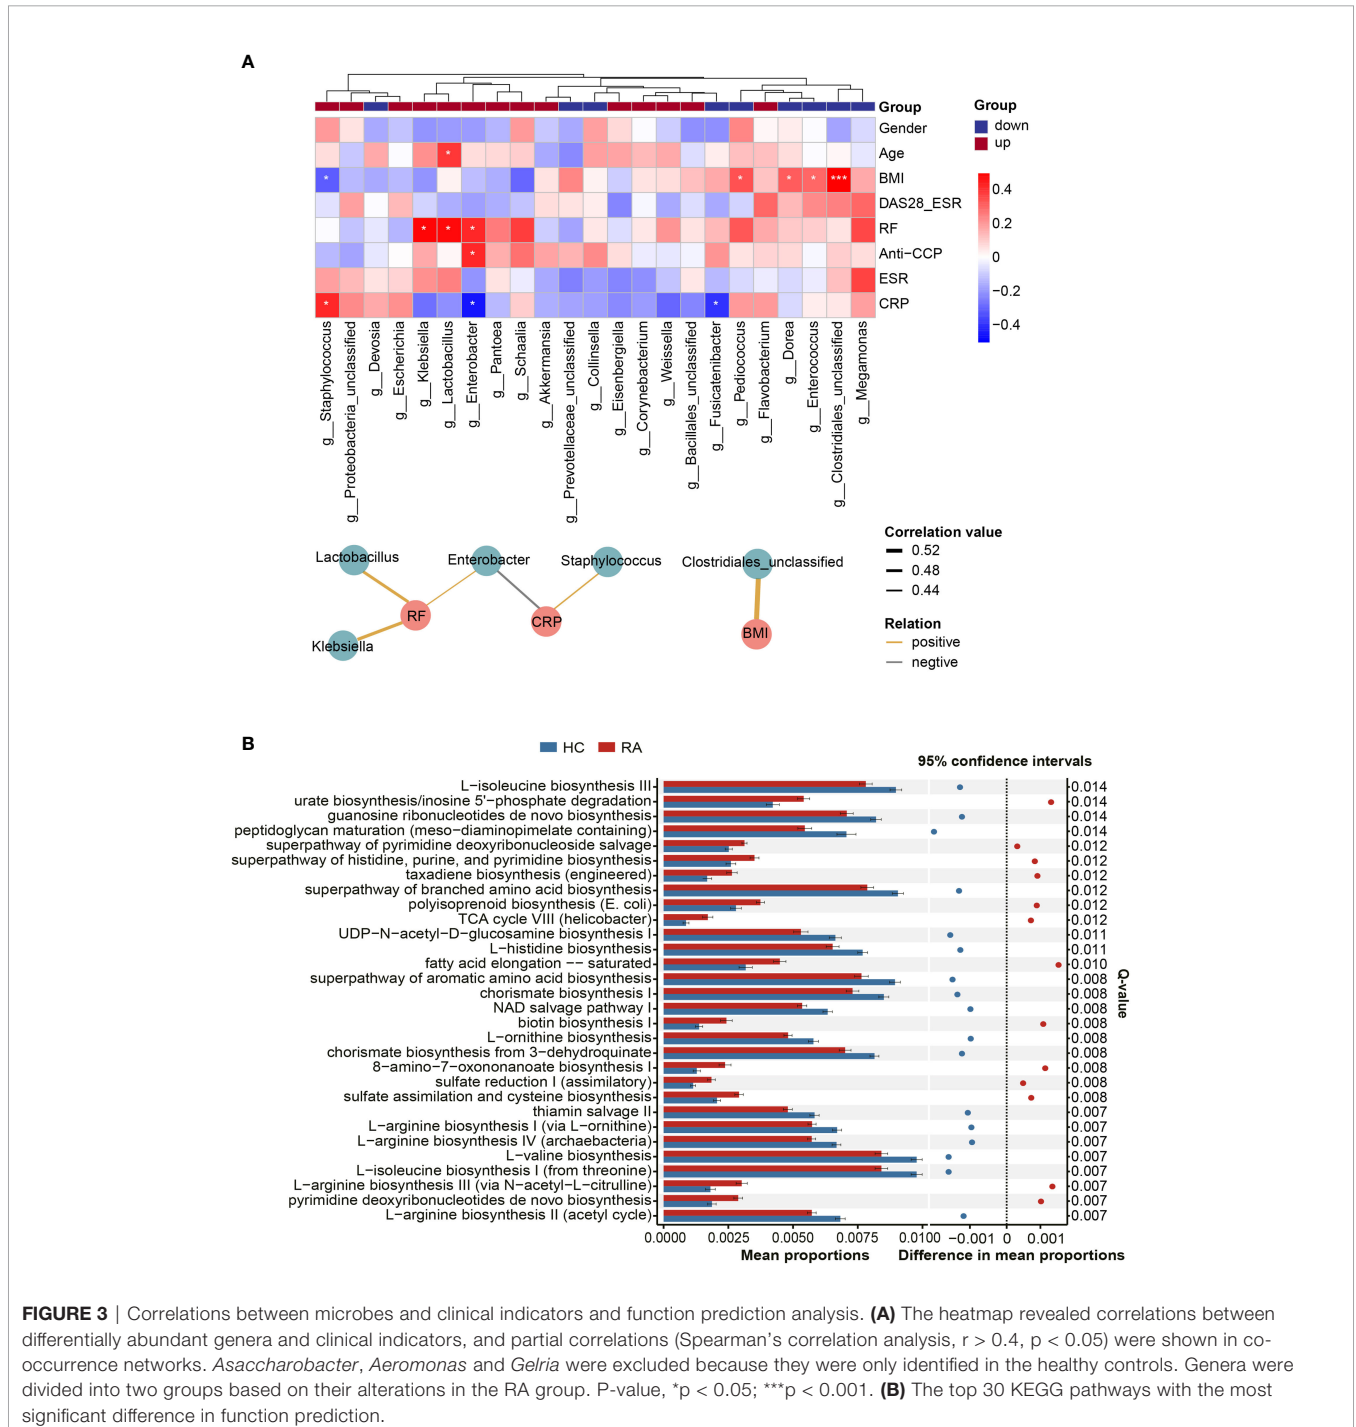 A
Group
Gender
Age
BMI
DAS28_ESR
RF
Anti−CCP
ESR
CRP
Group
down
up
0.4
0.2
0
−0.2
−0.4
*
* * * * ***
* * *
*
* * *
g__Staphylococcus
g__Proteobacteria_unclassified
g__Devosia
g__Escherichia
g__Klebsiella
g__Lactobacillus
g__Enterobacter
g__Pantoea
g__Schaalia
g__Akkermansia
g__Prevotellaceae_unclassified
g__Collinsella
g__Eisenbergiella
g__Corynebacterium
g__Weissella
g__Bacillales_unclassified
g__Fusicatenibacter
g__Pediococcus
g__Flavobacterium
g__Dorea
g__Enterococcus
g__Clostridiales_unclassified
g__Megamonas
Lactobacillus
Enterobacter
Staphylococcus
Clostridiales_unclassified
RF
CRP
BMI
Klebsiella
Correlation value
0.52
0.48
0.44
Relation
positive
negtive
B
HC RA
95% confidence intervals
L−isoleucine biosynthesis III 0.014
urate biosynthesis/inosine 5'−phosphate degradation 0.014
guanosine ribonucleotides de novo biosynthesis 0.014
peptidoglycan maturation (meso−diaminopimelate containing) 0.014
superpathway of pyrimidine deoxyribonucleoside salvage 0.012
superpathway of histidine, purine, and pyrimidine biosynthesis 0.012
taxadiene biosynthesis (engineered) 0.012
superpathway of branched amino acid biosynthesis 0.012
polyisoprenoid biosynthesis (E. coli) 0.012
TCA cycle VIII (helicobacter) 0.012
UDP−N−acetyl−D−glucosamine biosynthesis I 0.011
L−histidine biosynthesis 0.011
fatty acid elongation −− saturated 0.010
superpathway of aromatic amino acid biosynthesis 0.008
chorismate biosynthesis I 0.008
NAD salvage pathway I 0.008
biotin biosynthesis I 0.008
L−ornithine biosynthesis 0.008
chorismate biosynthesis from 3−dehydroquinate 0.008
8−amino−7−oxononanoate biosynthesis I 0.008
sulfate reduction I (assimilatory) 0.008
sulfate assimilation and cysteine biosynthesis 0.008
thiamin salvage II 0.007
L−arginine biosynthesis I (via L−ornithine) 0.007
L−arginine biosynthesis IV (archaebacteria) 0.007
L−valine biosynthesis 0.007
L−isoleucine biosynthesis I (from threonine) 0.007
L−arginine biosynthesis III (via N−acetyl−L−citrulline) 0.007
pyrimidine deoxyribonucleotides de novo biosynthesis 0.007
L−arginine biosynthesis II (acetyl cycle) 0.007
Q−value
0.0000 0.0025 0.0050 0.0075 0.0100 −0.001 0 0.001
Mean proportions Difference in mean proportions
FIGURE 3 | Correlations between microbes and clinical indicators and function prediction analysis. (A) The heatmap revealed correlations between
differentially abundant genera and clinical indicators, and partial correlations (Spearman's correlation analysis, r > 0.4, p < 0.05) were shown in co-
occurrence networks. Asaccharobacter, Aeromonas and Gelria were excluded because they were only identified in the healthy controls. Genera were
divided into two groups based on their alterations in the RA group. P-value, *p < 0.05; ***p < 0.001. (B) The top 30 KEGG pathways with the most
significant difference in function prediction.